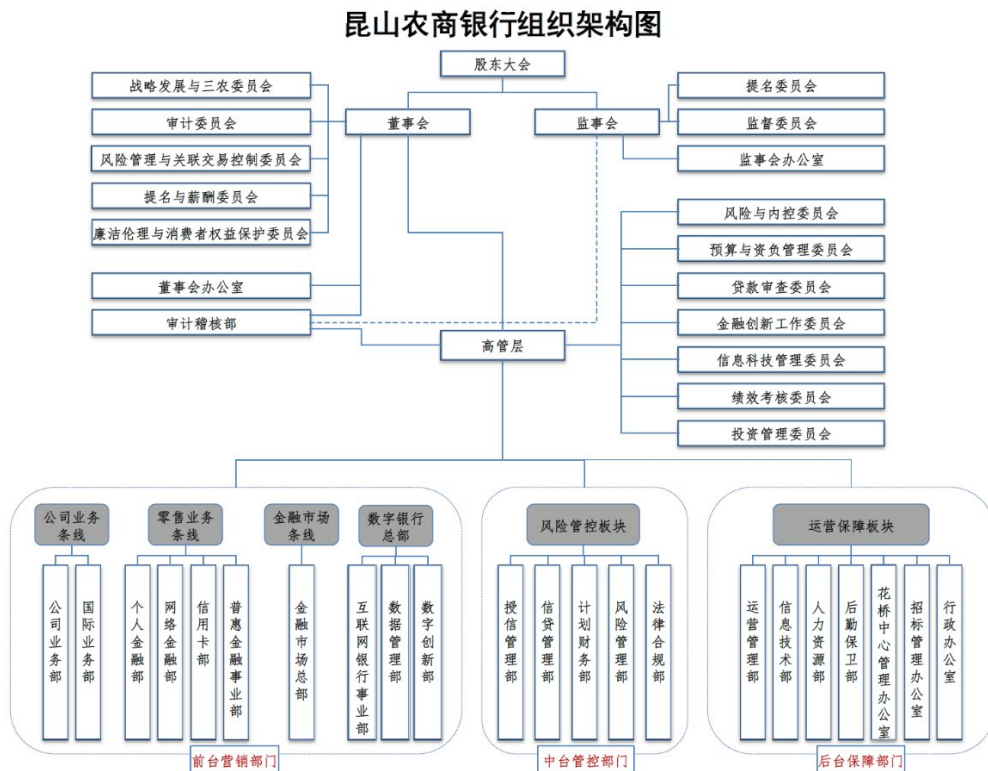 昆山农商银行组织架构图
股东大会
董事会
监事会
战略发展与三农委员会
审计委员会
风险管理与关联交易控制委员会
提名与薪酬委员会
廉洁伦理与消费者权益保护委员会
董事会办公室
审计稽核部
提名委员会
监督委员会
监事会办公室
高管层
风险与内控委员会
预算与资负管理委员会
贷款审查委员会
金融创新工作委员会
信息科技管理委员会
绩效考核委员会
投资管理委员会
公司业务
条线
零售业务
条线
金融市场
条线
数字银行
总部
风险管控板块
运营保障板块
公司业务部
国际业务部
个人金融部
网络金融部
信用卡部
普惠金融事业部
金融市场总部
互联网银行事业部
数据管理部
数字创新部
授信管理部
信贷管理部
计划财务部
风险管理部
法律合规部
运营管理部
信息技术部
人力资源部
后勤保卫部
花桥中心管理办公室
招标管理办公室
行政办公室
前台营销部门
中台管控部门
后台保障部门